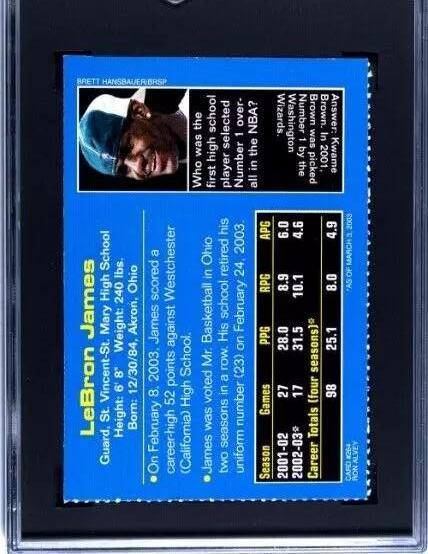 LeBron James
Guard, St. Vincent-St. Mary High School
Height: 6' 8" Weight: 240 lbs.
Born: 12/30/84, Akron, Ohio
• On February 8, 2003, James scored a
career-high 52 points against Westchester
(California) High School.
• James was voted Mr. Basketball in Ohio
two seasons in a row. His school retired his
uniform number (23) on February 24, 2003.
Season Games PPG RPG APG
2001-02 27 28.0 8.9 6.0
2002-03* 17 31.5 10.1 4.6
Career Totals (four seasons)*
98 25.1 8.0 4.9
*AS OF MARCH 3, 2003
CARD #264
RON ALVEY
BRETT HANSBAUER/BRSP
Who was the
first high school
player selected
Number 1 over-
all in the NBA?
Answer: Kwame
Brown. In 2001,
Brown was picked
Number 1 by the
Washington
Wizards.